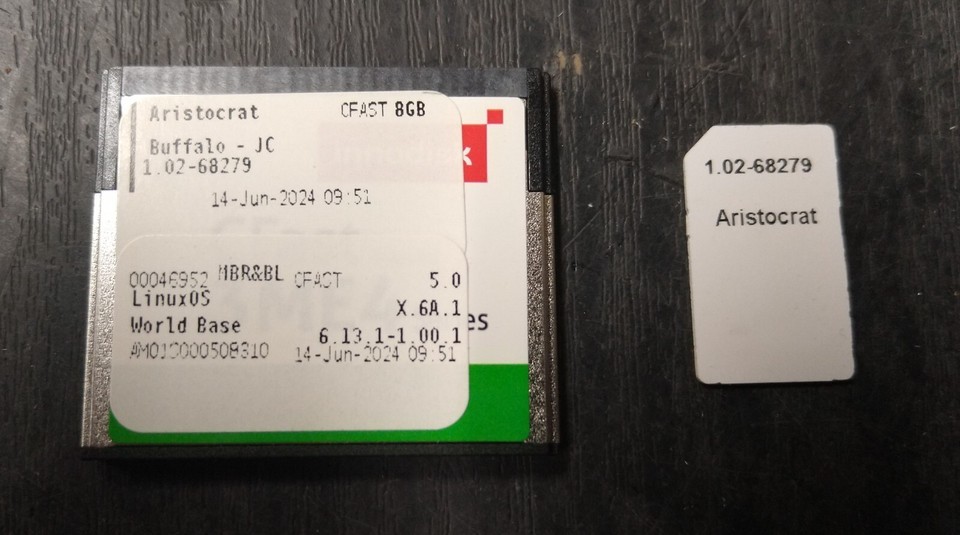 Aristocrat CFAST 8GB
Buffalo - JC
1.02-68279
14-Jun-2024 09:51
00046952 MBR&BL CFAST 5.0
LinuxOS X.6A.1
World Base 6.13.1-1.00.1
14-Jun-2024 09:51
1.02-68279
Aristocrat